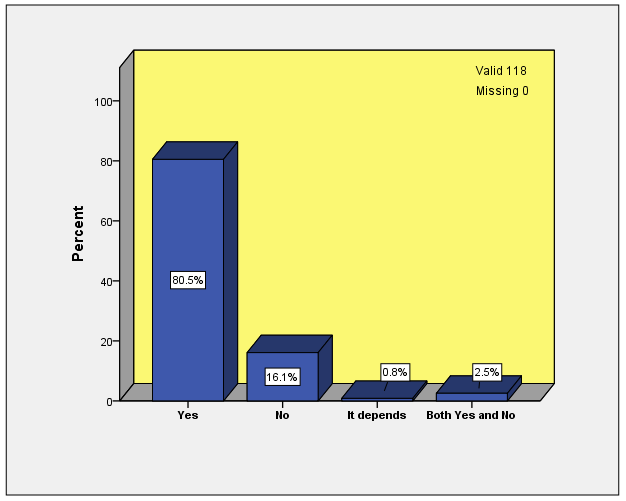 Valid 118
Missing 0
Percent
100
80
60
40
20
0
80.5%
16.1%
0.8%
2.5%
Yes
No
It depends
Both Yes and No